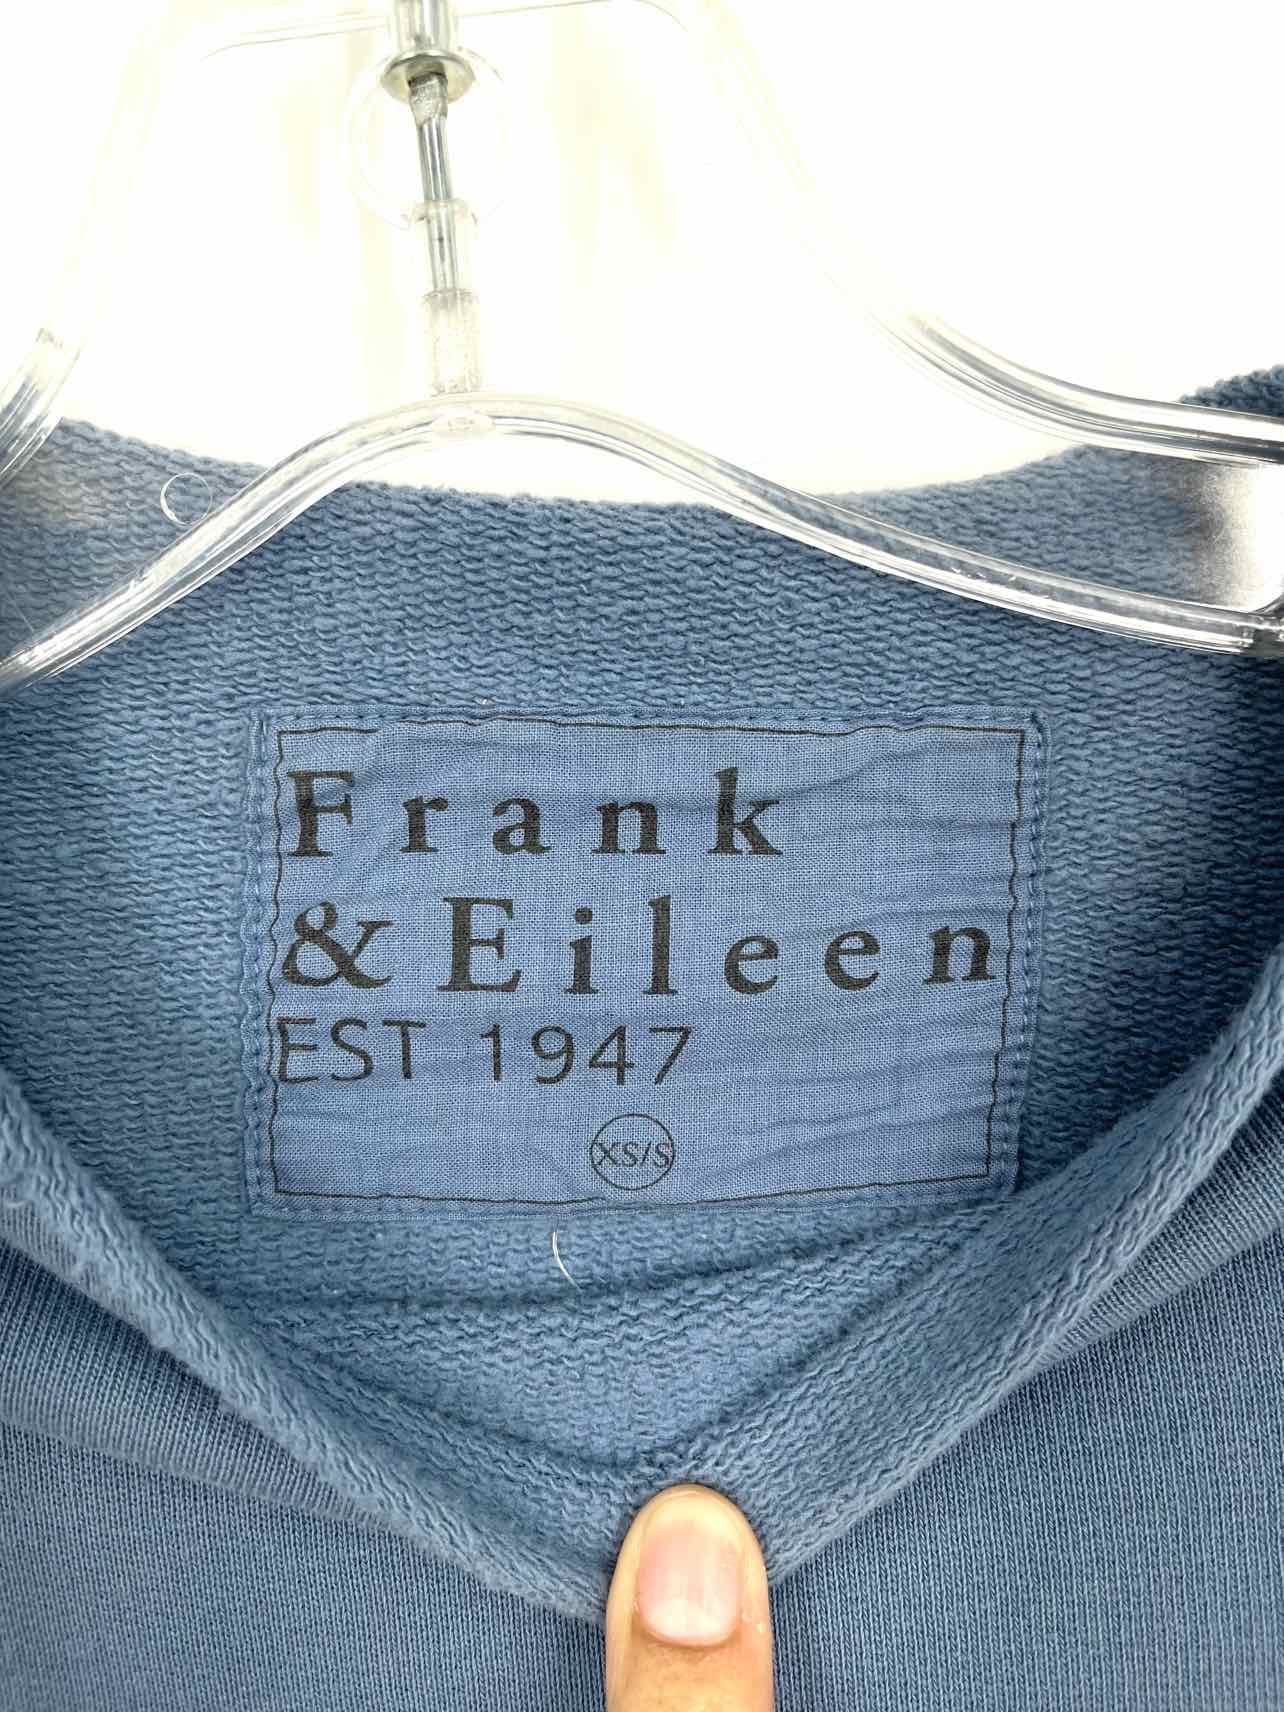 Frank
& Eileen
EST 1947
XS/S